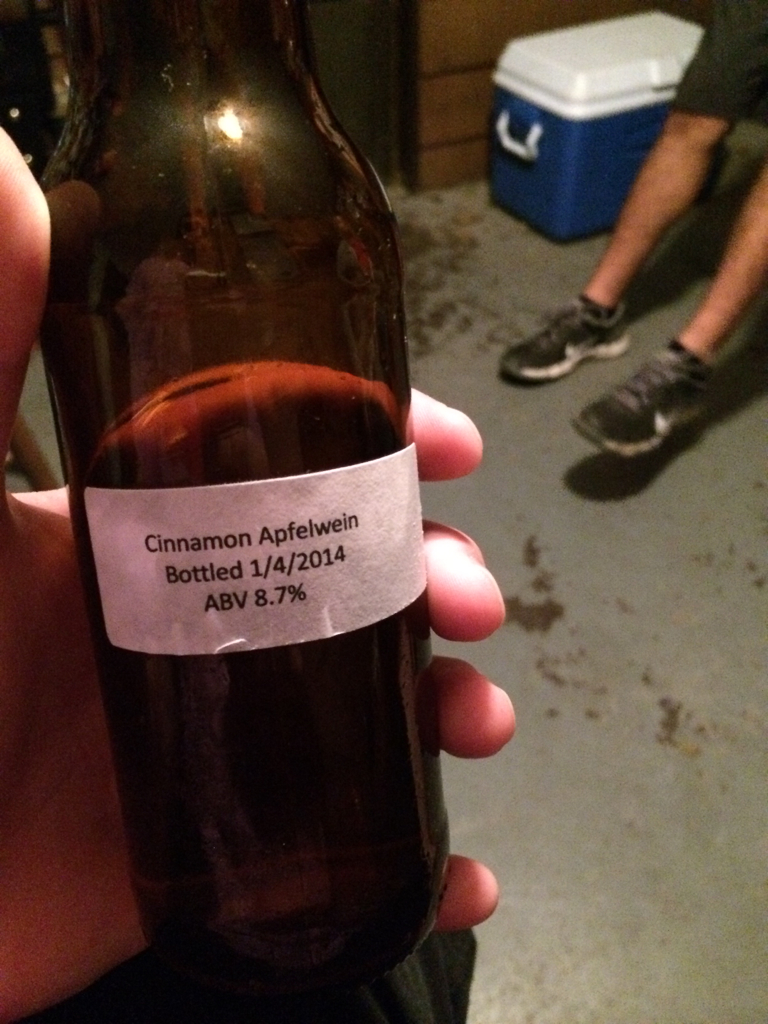 Cinnamon Apfelwein
Bottled 1/4/2014
ABV 8.7%